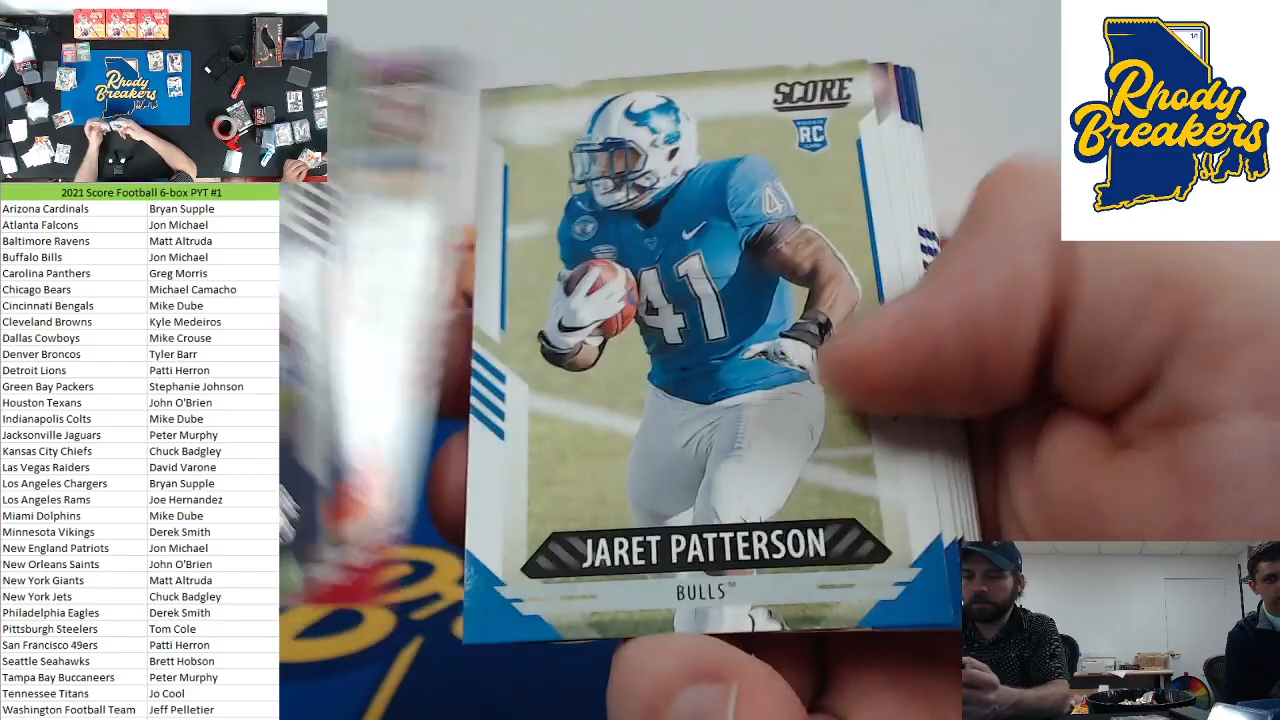 2021 Score Football 6-box PYT #1
Arizona Cardinals Bryan Supple
Atlanta Falcons Jon Michael
Baltimore Ravens Matt Altruda
Buffalo Bills Jon Michael
Carolina Panthers Greg Morris
Chicago Bears Michael Camacho
Cincinnati Bengals Mike Dube
Cleveland Browns Kyle Medeiros
Dallas Cowboys Mike Crouse
Denver Broncos Tyler Barr
Detroit Lions Patti Herron
Green Bay Packers Stephanie Johnson
Houston Texans John O'Brien
Indianapolis Colts Mike Dube
Jacksonville Jaguars Peter Murphy
Kansas City Chiefs Chuck Badgley
Las Vegas Raiders David Varone
Los Angeles Chargers Bryan Supple
Los Angeles Rams Joe Hernandez
Miami Dolphins Mike Dube
Minnesota Vikings Derek Smith
New England Patriots Jon Michael
New Orleans Saints John O'Brien
New York Giants Matt Altruda
New York Jets Chuck Badgley
Philadelphia Eagles Derek Smith
Pittsburgh Steelers Tom Cole
San Francisco 49ers Patti Herron
Seattle Seahawks Brett Hobson
Tampa Bay Buccaneers Peter Murphy
Tennessee Titans Jo Cool
Washington Football Team Jeff Pelletier
Rhody
Breakers
SCORE
RC
41
41
JARET PATTERSON
BULLS™
1/1
Rhody
Breakers